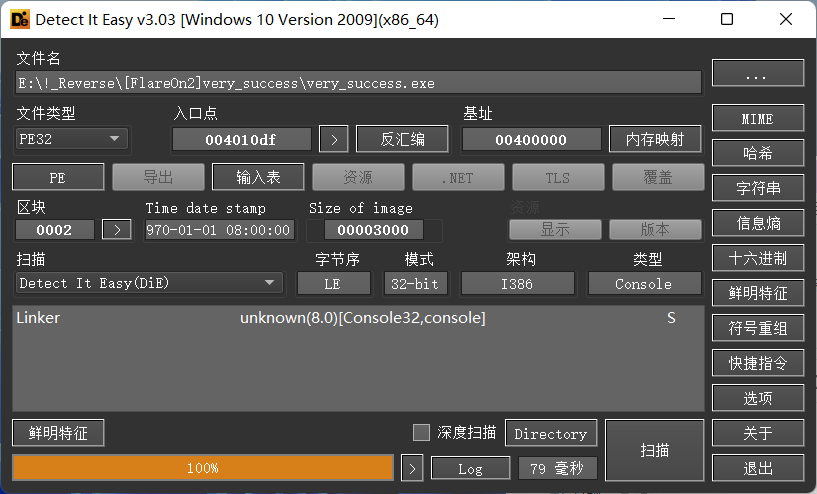 Detect It Easy v3.03 [Windows 10 Version 2009](x86_64)
文件名
E:\!_Reverse\[FlareOn2]very_success\very_success.exe
...
文件类型 入口点 基址
PE32 004010df > 反汇编 00400000 内存映射 MIME
PE 导出 输入表 资源 .NET TLS 覆盖 哈希
区块 Time date stamp Size of image 资源 字符串
0002 > 970-01-01 08:00:00 00003000 显示 版本 信息熵
扫描 字节序 模式 架构 类型 十六进制
Detect It Easy(DiE) LE 32-bit I386 Console 鲜明特征
Linker unknown(8.0)[Console32,console] S 符号重组
快捷指令
选项
鲜明特征 深度扫描 Directory 扫描 关于
100% > Log 79 毫秒 退出